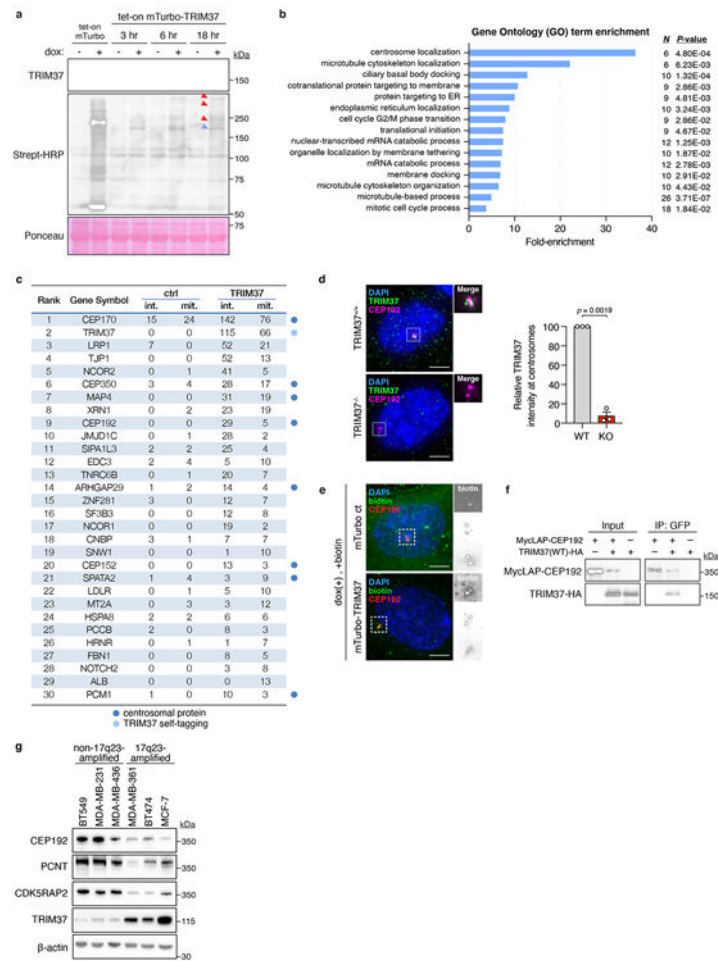 a
tet-on mTurbo
tet-on mTurbo-TRIM37
3 hr 6 hr 18 hr
dox: - + - + - + - + kDa
TRIM37
150
Strept-HRP
250
150
100
75
50
Ponceau
75
b
Gene Ontology (GO) term enrichment
N P-value
centrosome localization 6 4.80E-04
microtubule cytoskeleton localization 6 6.23E-03
ciliary basal body docking 10 1.32E-04
cotranslational protein targeting to membrane 9 2.86E-03
protein targeting to ER 9 4.81E-03
endoplasmic reticulum localization 10 3.24E-03
cell cycle G2/M phase transition 9 2.86E-02
translational initiation 9 4.67E-02
nuclear-transcribed mRNA catabolic process 12 1.25E-03
organelle localization by membrane tethering 10 1.87E-02
mRNA catabolic process 12 2.78E-03
membrane docking 10 2.91E-02
microtubule cytoskeleton organization 10 4.43E-02
microtubule-based process 26 3.71E-07
mitotic cell cycle process 18 1.84E-02
0 10 20 30 40
Fold-enrichment
c
Rank Gene Symbol ctrl TRIM37
int. mit. int. mit.
1 CEP170 15 24 142 76
2 TRIM37 0 0 115 66
3 LRP1 7 0 52 21
4 TJP1 0 0 52 13
5 NCOR2 0 1 41 5
6 CEP350 3 4 28 17
7 MAP4 0 0 31 19
8 XRN1 0 2 23 19
9 CEP192 0 0 29 5
10 JMJD1C 0 1 28 2
11 SIPA1L3 2 2 25 4
12 EDC3 2 4 5 10
13 TNRC6B 0 1 20 7
14 ARHGAP29 1 2 14 4
15 ZNF281 3 0 12 7
16 SF3B3 0 0 12 8
17 NCOR1 0 0 19 2
18 CNBP 3 1 7 7
19 SNW1 0 0 1 10
20 CEP152 0 0 13 3
21 SPATA2 1 4 3 9
22 LDLR 0 1 5 10
23 MT2A 0 3 3 12
24 HSPA8 2 2 6 6
25 PCCB 2 0 8 3
26 HRNR 0 1 1 7
27 FBN1 0 0 8 5
28 NOTCH2 0 0 3 8
29 ALB 0 0 0 13
30 PCM1 1 0 10 3
centrosomal protein
TRIM37 self-tagging
d
TRIM37+/+
DAPI
TRIM37
CEP192
Merge
TRIM37-/-
DAPI
TRIM37
CEP192
Merge
Relative TRIM37 intensity at centrosomes
p = 0.0019
100
80
60
40
20
0
WT KO
e
dox(+), +biotin
mTurbo ct
DAPI
biotin
CEP192
biotin
mTurbo-TRIM37
DAPI
biotin
CEP192
biotin
f
Input IP: GFP
MycLAP-CEP192 + + - + + -
TRIM37(WT)-HA - + + - + + kDa
MycLAP-CEP192 350
TRIM37-HA 150
g
non-17q23-amplified
17q23-amplified
BT549
MDA-MB-231
MDA-MB-436
MDA-MB-361
BT474
MCF-7
kDa
CEP192 350
PCNT 350
CDK5RAP2 250
TRIM37 115
β-actin
30